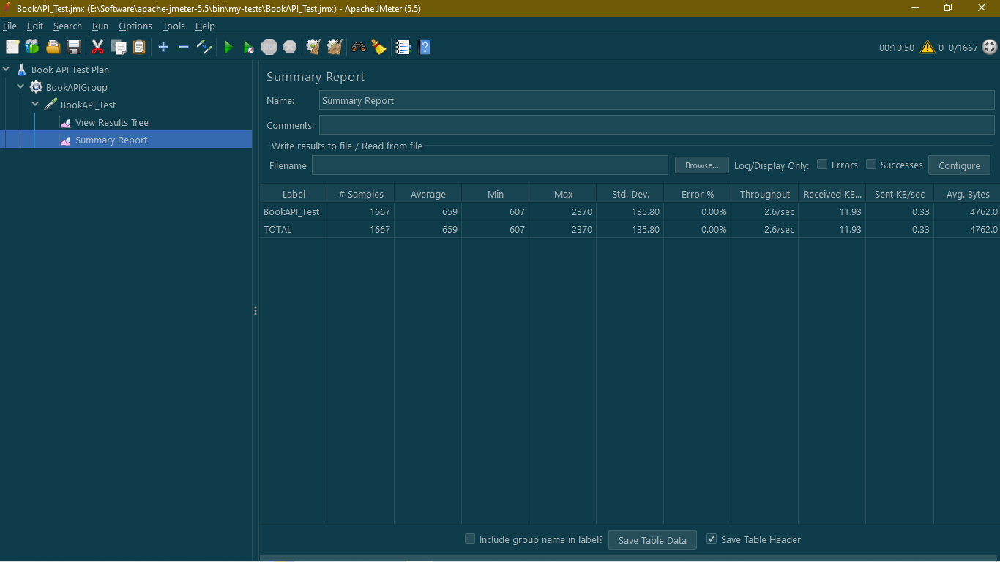 BookAPI_Test.jmx (E:\Software\apache-jmeter-5.5\bin\my-tests\BookAPI_Test.jmx) - Apache JMeter (5.5)
File Edit Search Run Options Tools Help
STOP 00:10:50 0 0/1667
Book API Test Plan
BookAPIGroup
BookAPI_Test
View Results Tree
Summary Report
Summary Report
Name: Summary Report
Comments:
Write results to file / Read from file
Filename Browse... Log/Display Only: Errors Successes Configure
Label # Samples Average Min Max Std. Dev. Error % Throughput Received KB... Sent KB/sec Avg. Bytes
BookAPI_Test 1667 659 607 2370 135.80 0.00% 2.6/sec 11.93 0.33 4762.0
TOTAL 1667 659 607 2370 135.80 0.00% 2.6/sec 11.93 0.33 4762.0
Include group name in label? Save Table Data Save Table Header